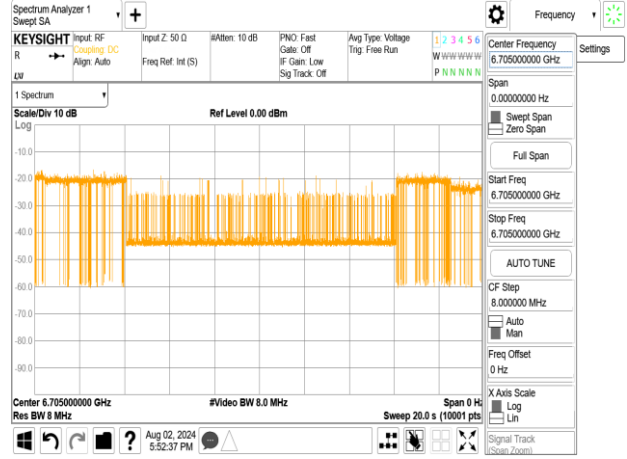 Spectrum Analyzer 1
Swept SA
Frequency
KEYSIGHT
Input: RF
Coupling: DC
Align: Auto
Input Z: 50 Ω
Freq Ref: Int (S)
#Atten: 10 dB
PNO: Fast
Gate: Off
IF Gain: Low
Sig Track: Off
Avg Type: Voltage
Trig: Free Run
1 2 3 4 5 6
W W W W W W
P N N N N N
R
LXI
1 Spectrum
Scale/Div 10 dB
Ref Level 0.00 dBm
Log
-10.0
-20.0
-30.0
-40.0
-50.0
-60.0
-70.0
-80.0
-90.0
Center 6.705000000 GHz
#Video BW 8.0 MHz
Span 0 Hz
Res BW 8 MHz
Sweep 20.0 s (10001 pts
Aug 02, 2024
5:52:37 PM
Center Frequency
6.705000000 GHz
Settings
Span
0.00000000 Hz
Swept Span
Zero Span
Full Span
Start Freq
6.705000000 GHz
Stop Freq
6.705000000 GHz
AUTO TUNE
CF Step
8.000000 MHz
Auto
Man
Freq Offset
0 Hz
X Axis Scale
Log
Lin
Signal Track
(Span Zoom)